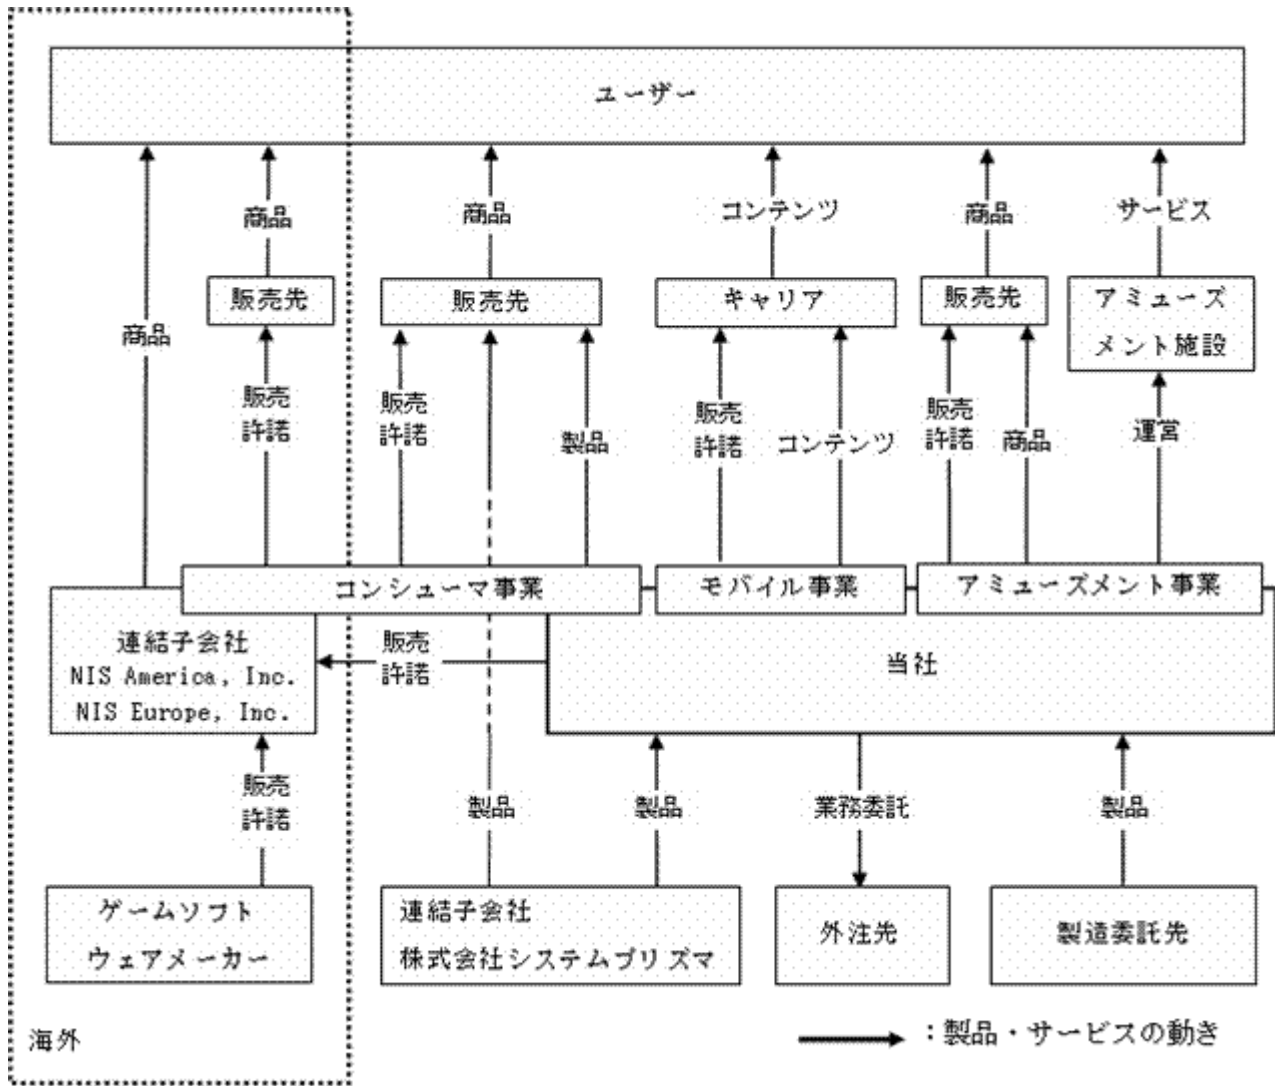 ユーザー
商品
商品
コンテンツ
商品
サービス
販売先
販売先
キャリア
販売先
アミューズ
メント施設
商品
販売
許諾
販売
許諾
製品
販売
許諾
コンテンツ
販売
許諾
商品
運営
コンシューマ事業
モバイル事業
アミューズメント事業
連結子会社
NIS America, Inc.
NIS Europe, Inc.
販売
許諾
当社
販売
許諾
製品
製品
業務委託
製品
ゲームソフト
ウェアメーカー
連結子会社
株式会社システムプリズマ
外注先
製造委託先
海外
：製品・サービスの動き